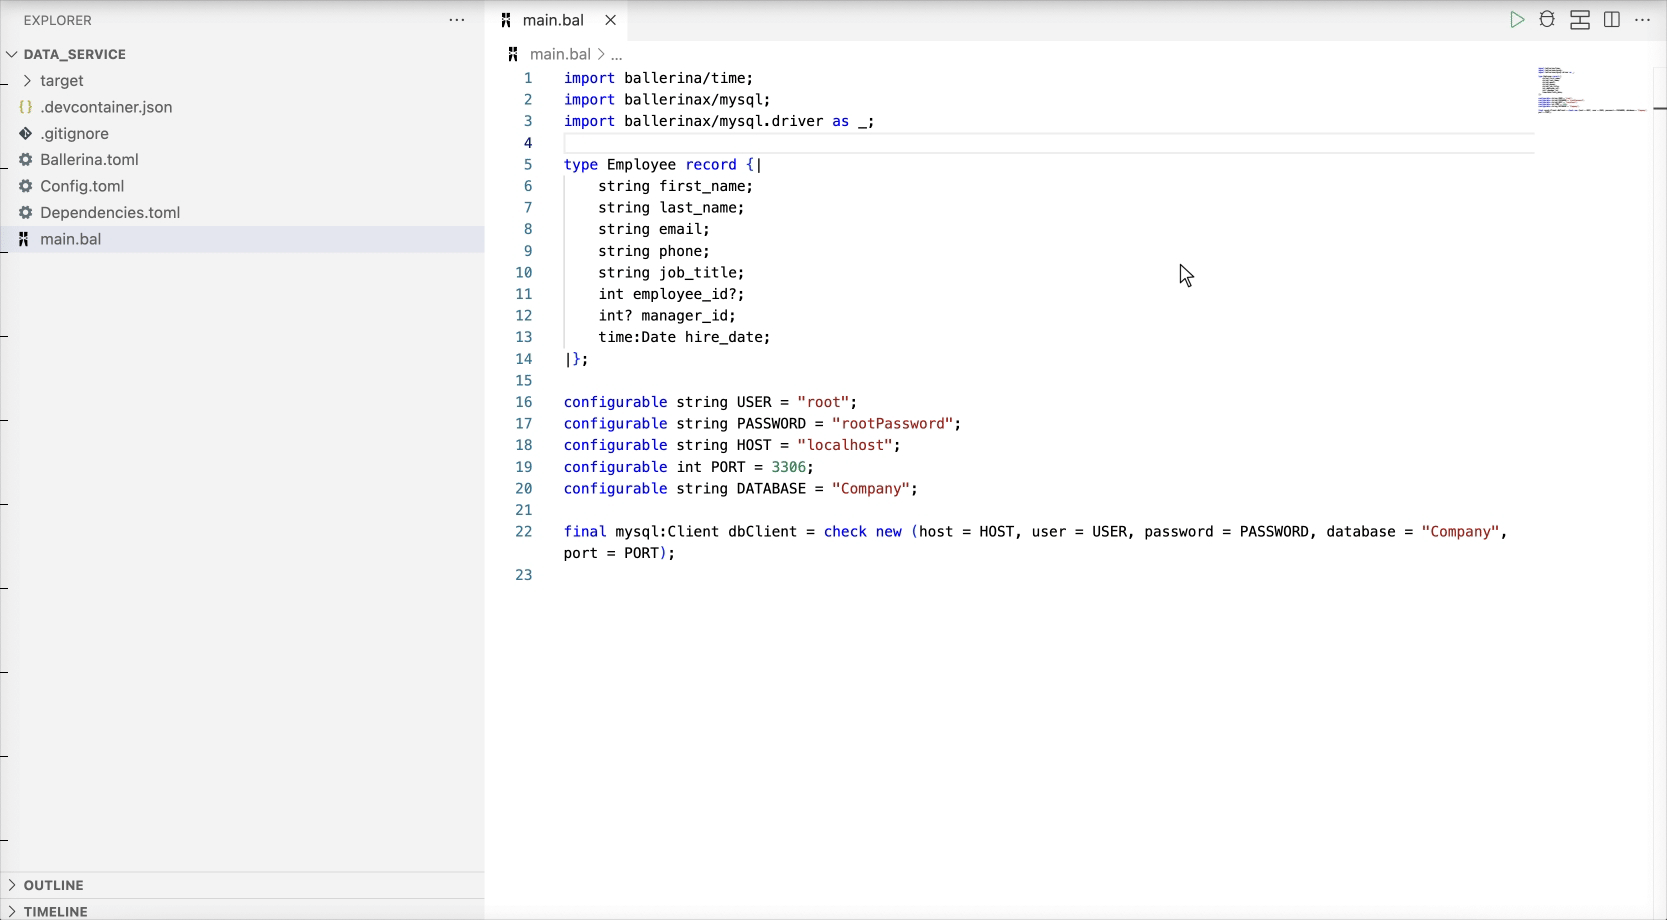 EXPLORER
DATA_SERVICE
target
{} .devcontainer.json
.gitignore
Ballerina.toml
Config.toml
Dependencies.toml
main.bal
OUTLINE
TIMELINE
main.bal
main.bal > ...
1 import ballerina/time;
2 import ballerinax/mysql;
3 import ballerinax/mysql.driver as _;
4
5 type Employee record {|
6 string first_name;
7 string last_name;
8 string email;
9 string phone;
10 string job_title;
11 int employee_id?;
12 int? manager_id;
13 time:Date hire_date;
14 |};
15
16 configurable string USER = "root";
17 configurable string PASSWORD = "rootPassword";
18 configurable string HOST = "localhost";
19 configurable int PORT = 3306;
20 configurable string DATABASE = "Company";
21
22 final mysql:Client dbClient = check new (host = HOST, user = USER, password = PASSWORD, database = "Company",
port = PORT);
23